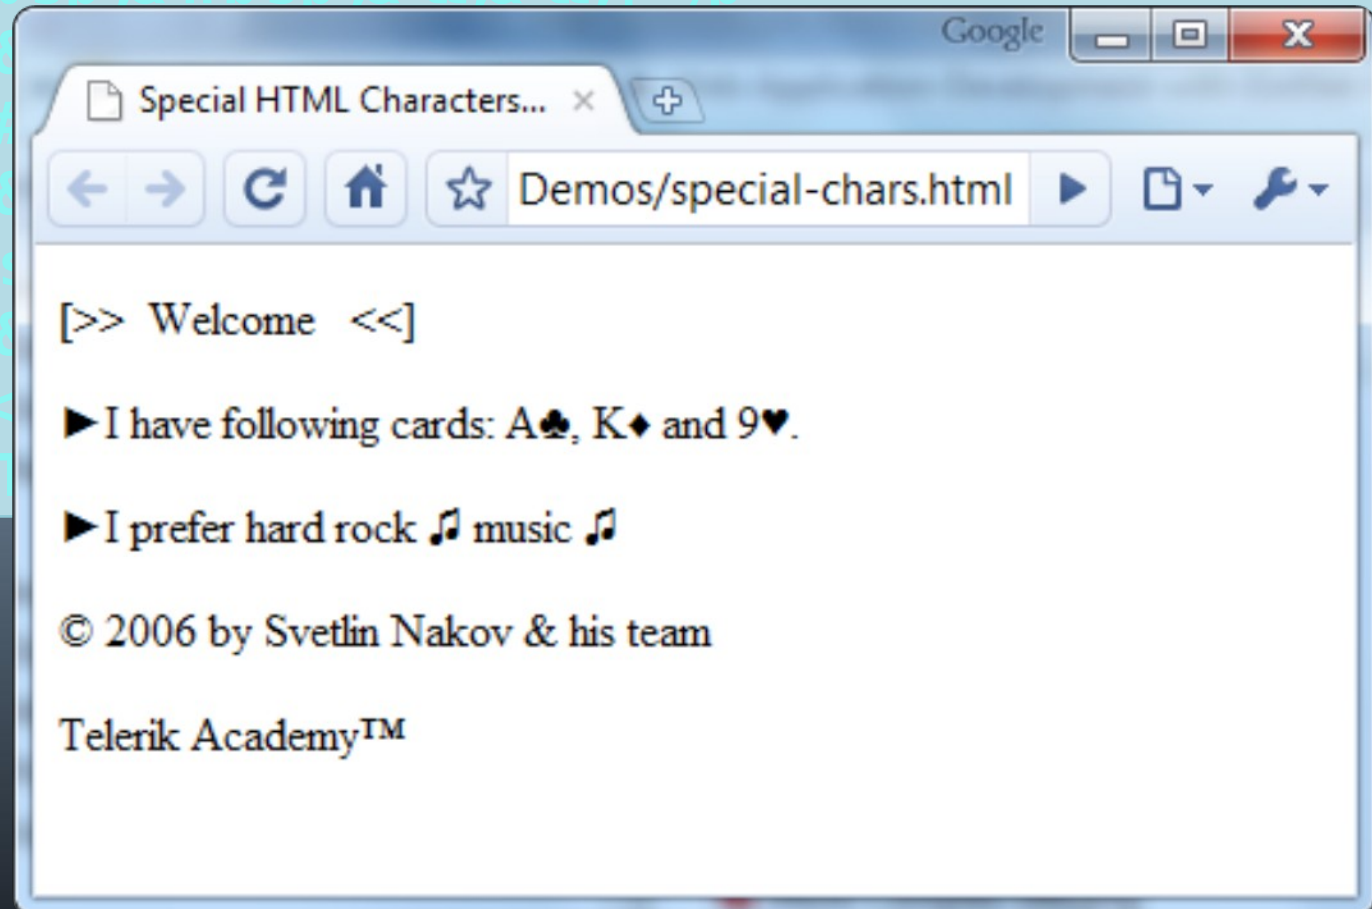 Google
Special HTML Characters...
Demos/special-chars.html
[>>  Welcome   <<]
►I have following cards: A♣, K♦ and 9♥.
►I prefer hard rock ♫ music ♫
© 2006 by Svetlin Nakov & his team
Telerik Academy™